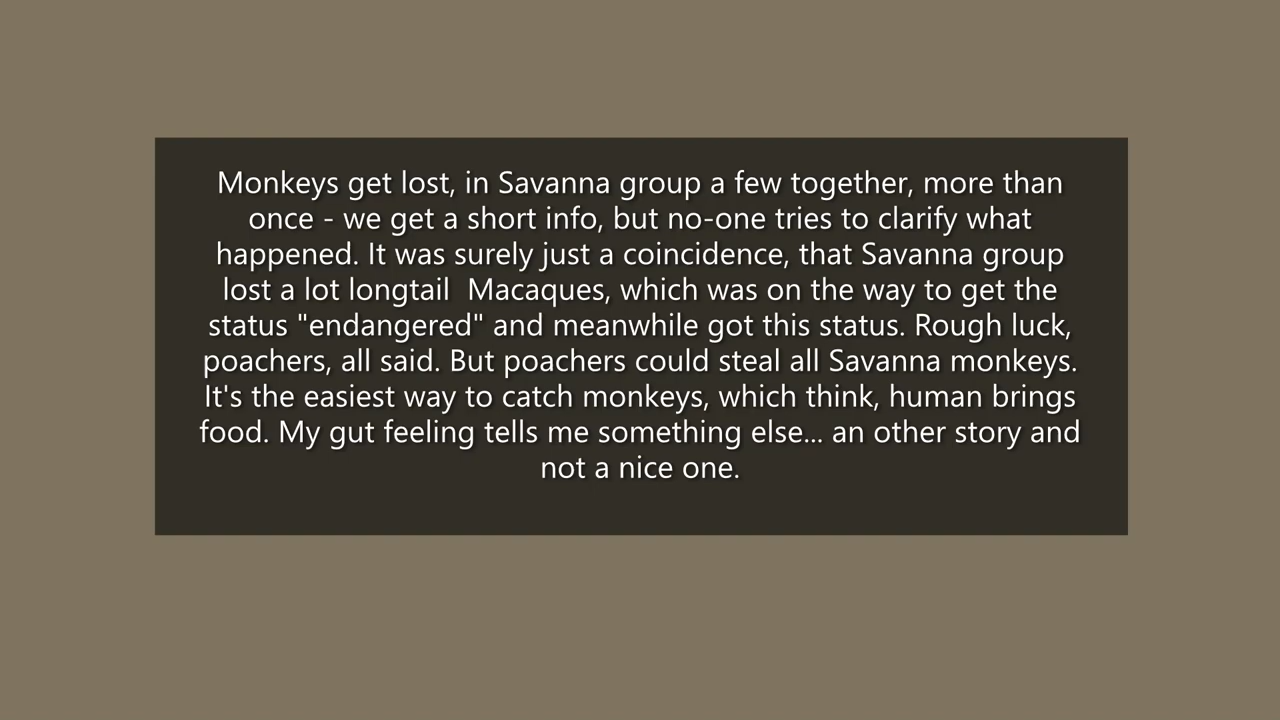 Monkeys get lost, in Savanna group a few together, more than
once - we get a short info, but no-one tries to clarify what
happened. It was surely just a coincidence, that Savanna group
lost a lot longtail  Macaques, which was on the way to get the
status "endangered" and meanwhile got this status. Rough luck,
poachers, all said. But poachers could steal all Savanna monkeys.
It's the easiest way to catch monkeys, which think, human brings
food. My gut feeling tells me something else... an other story and
not a nice one.